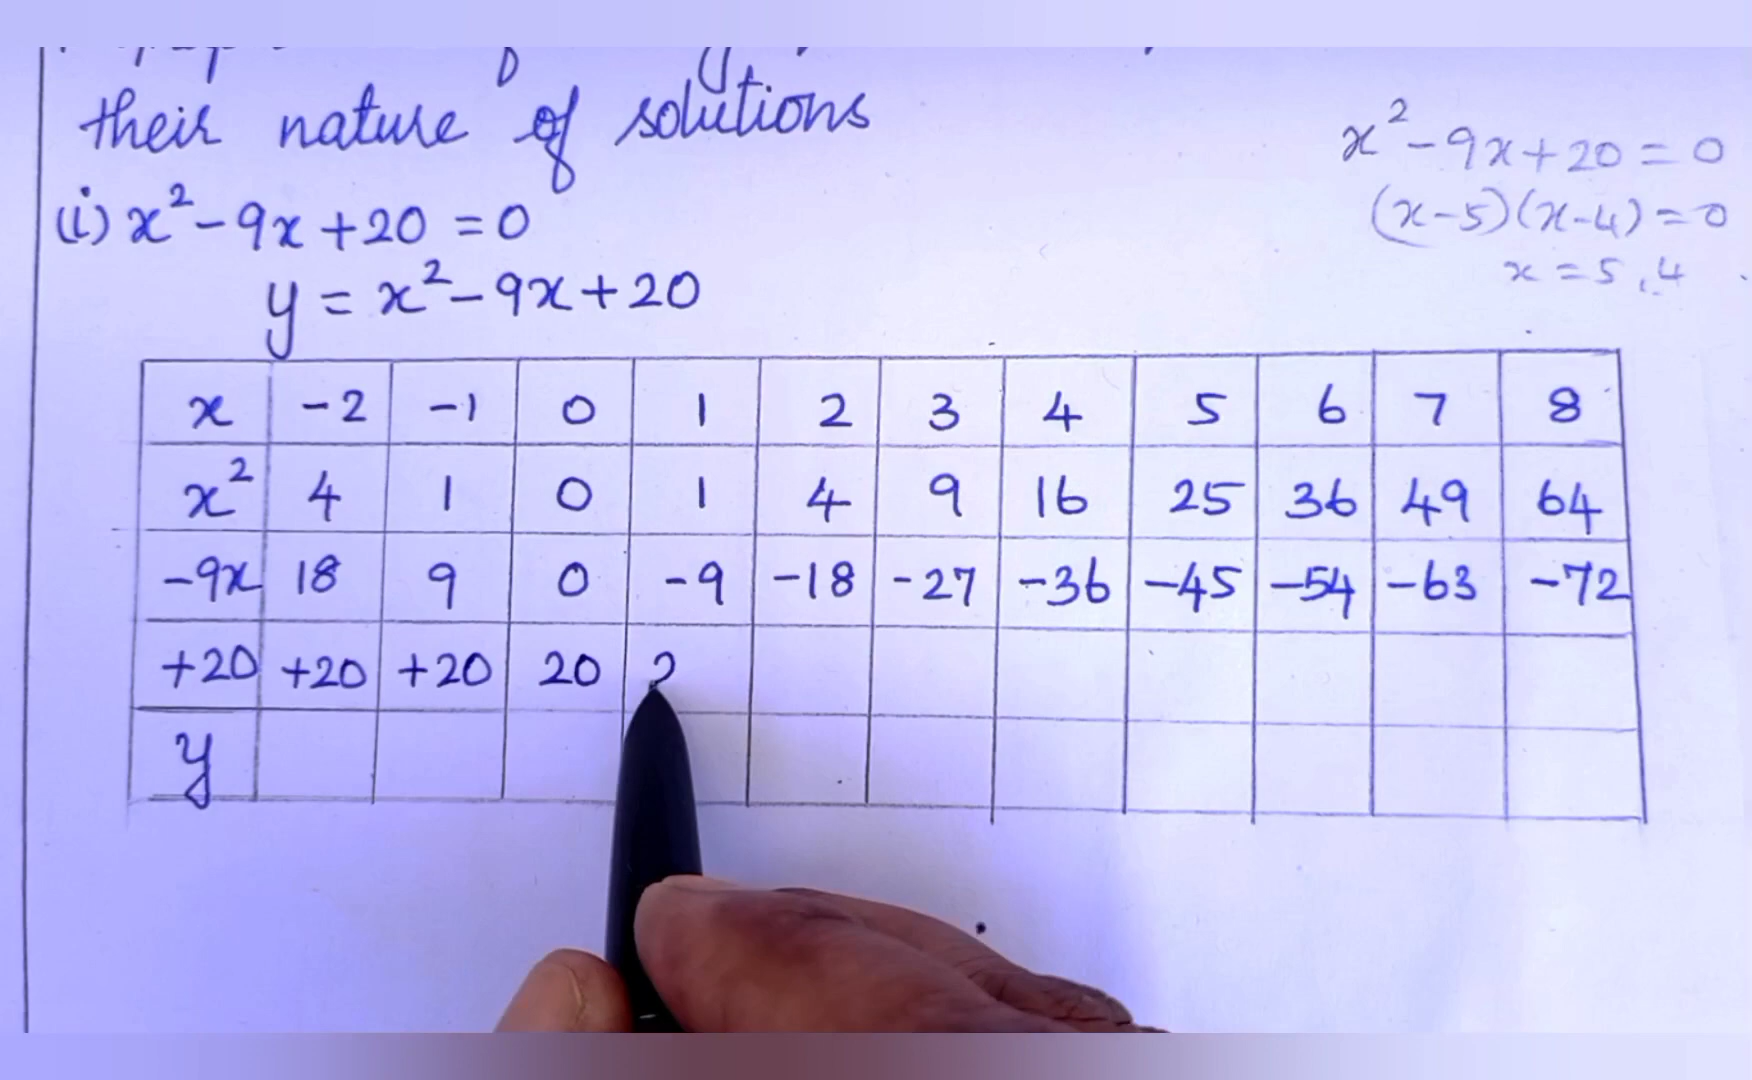 their nature of solutions
x² - 9x + 20 = 0
(x-5)(x-4) = 0
x = 5, 4
(i) x² - 9x + 20 = 0
y = x² - 9x + 20
x -2 -1 0 1 2 3 4 5 6 7 8
x² 4 1 0 1 4 9 16 25 36 49 64
-9x 18 9 0 -9 -18 -27 -36 -45 -54 -63 -72
+20 +20 +20 20 2
y